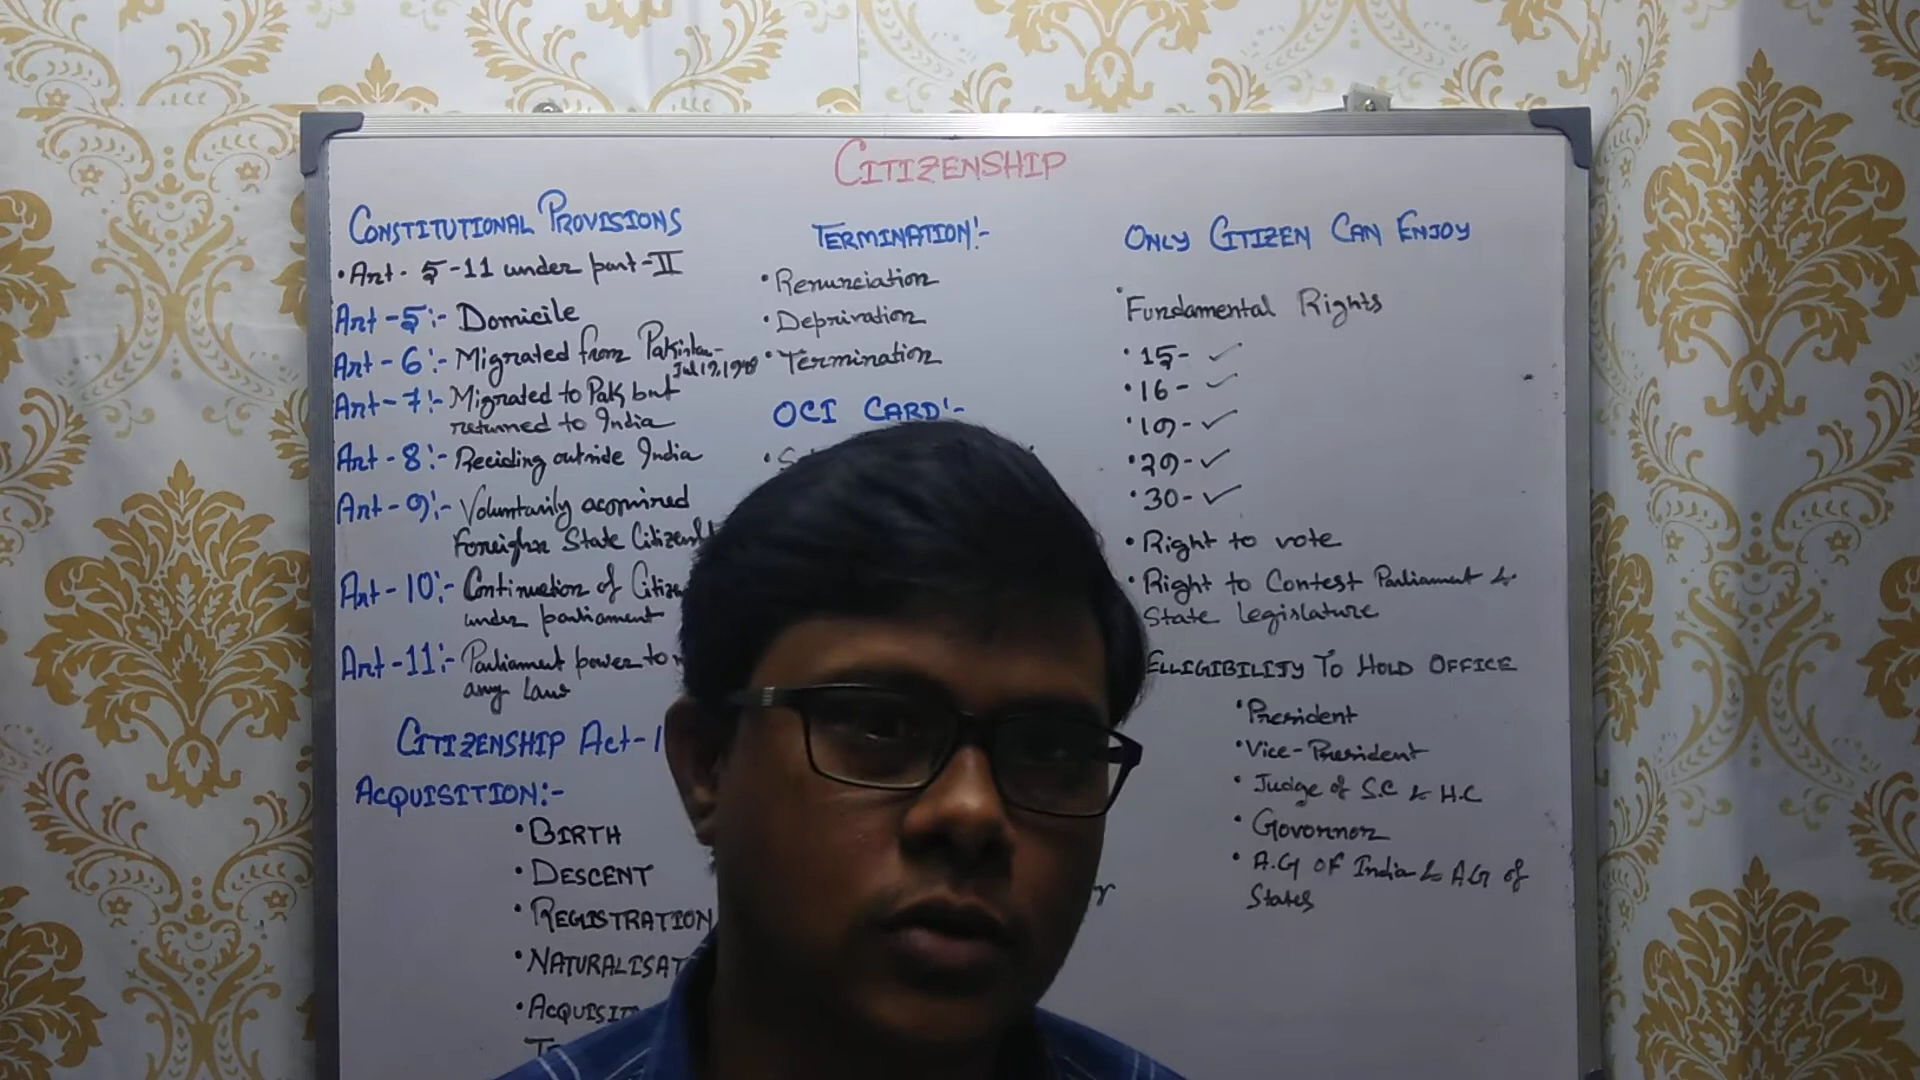 CITIZENSHIP
CONSTITUTIONAL PROVISIONS
• Art - 5-11 under part-II
Art-5:- Domicile
Art-6:- Migrated from Pakistan-
Art-7:- Migrated to Pak but
returned to India
Art-8:- Reciding outside India
Art-9:- Voluntarily acquired
Foreign State
Art-10:- Continuation of
under parliament
Art-11:- Parliament power to
any law
CITIZENSHIP Act-1
ACQUISITION:-
• BIRTH
• DESCENT
• REGISTRATION
TERMINATION:-
• Renunciation
• Deprivation
• Termination
OCI CARD:-
ONLY CITIZEN CAN ENJOY
• Fundamental Rights
• 15- ✓
• 16- ✓
• 19- ✓
• 29- ✓
• 30- ✓
• Right to vote
• Right to Contest Parliament &
State legislature
ELLIGIBILITY TO HOLD OFFICE
• President
• Vice-President
• Judge of S.C & H.C
• Govornor
• A.G OF India & AG of
States